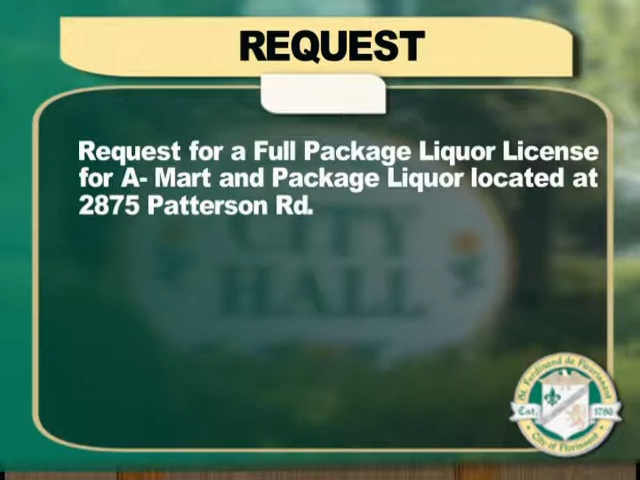 REQUEST
Request for a Full Package Liquor License
for A- Mart and Package Liquor located at
2875 Patterson Rd.
CITY
HALL
St. Ferdinand de Fleurissant
Est. 1786
City of Florissant